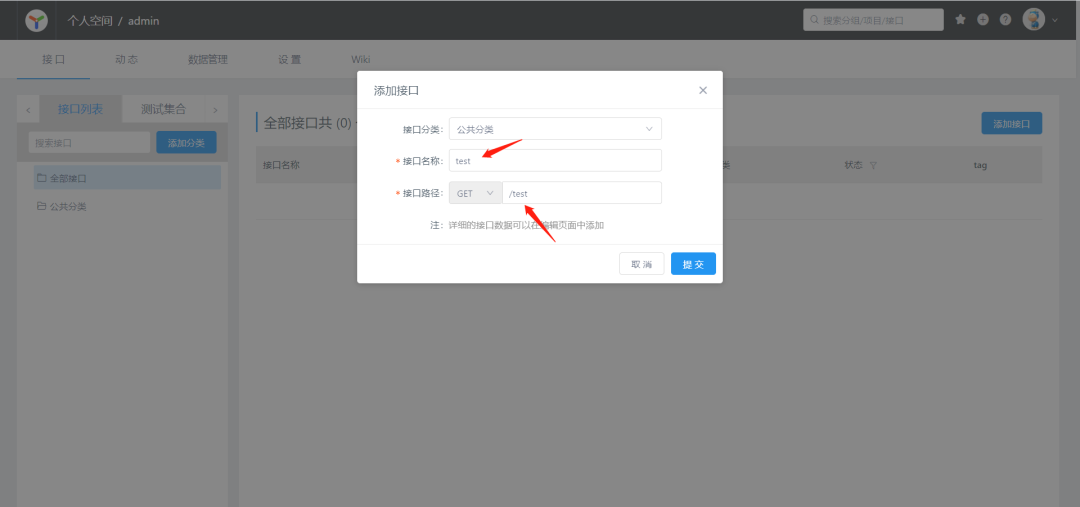 个人空间 / admin
搜索分组/项目/接口
接 口
动 态
数据管理
设 置
Wiki
接口列表
测试集合
搜索接口
添加分类
全部接口
公共分类
全部接口共 (0)
添加接口
接口名称
类
状态
tag
添加接口
接口分类:
公共分类
* 接口名称:
test
* 接口路径:
GET
/test
注: 详细的接口数据可以在编辑页面中添加
取 消
提 交